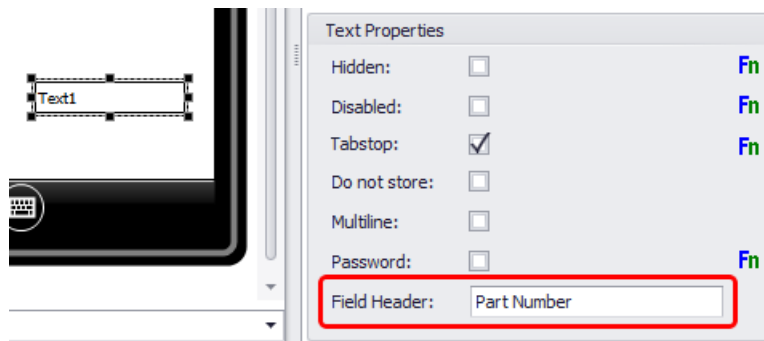 Text Properties
Hidden: Fn
Text1
Disabled: Fn
Tabstop: Fn
Do not store:
Multiline:
Password: Fn
Field Header: Part Number